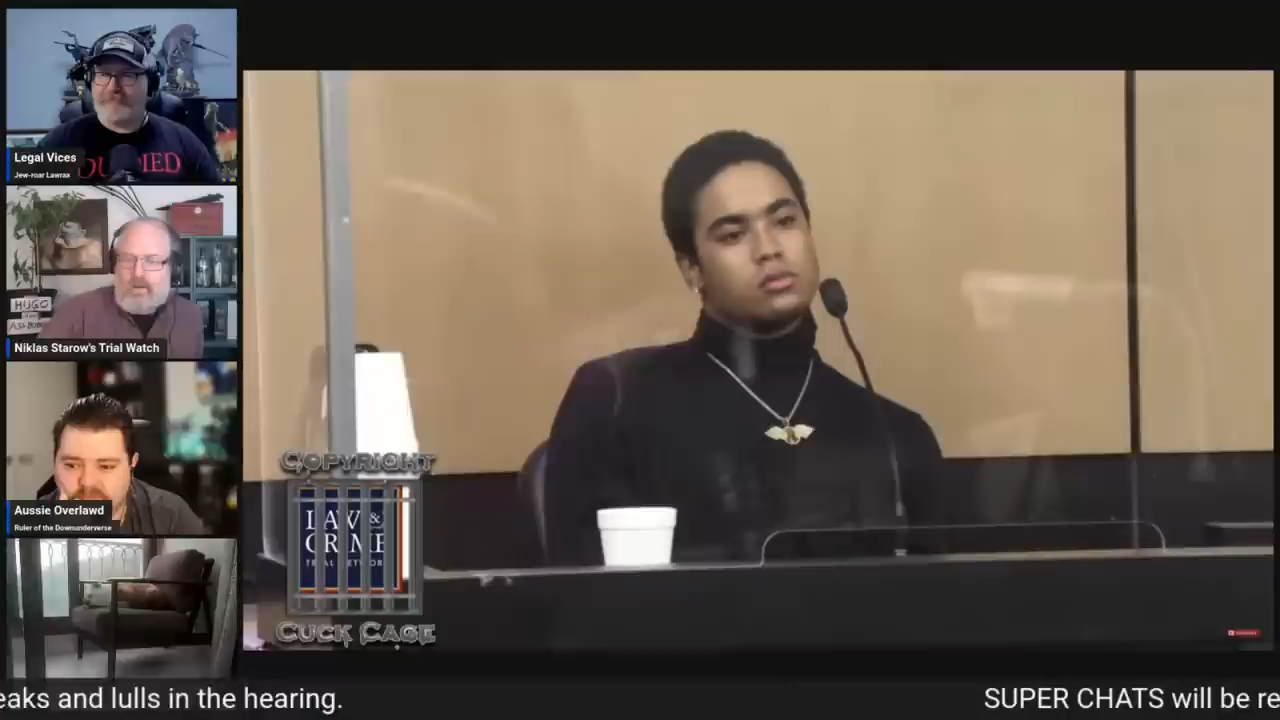 Legal Vices
Jew-roar Lawrax
HUGO
Niklas Starow's Trial Watch
Aussie Overlawd
Ruler of the Downunderverse
COPYRIGHT
LAW &
CRIME
TRIAL NETWORK
CUCK CAGE
eaks and lulls in the hearing.
SUPER CHATS will be re